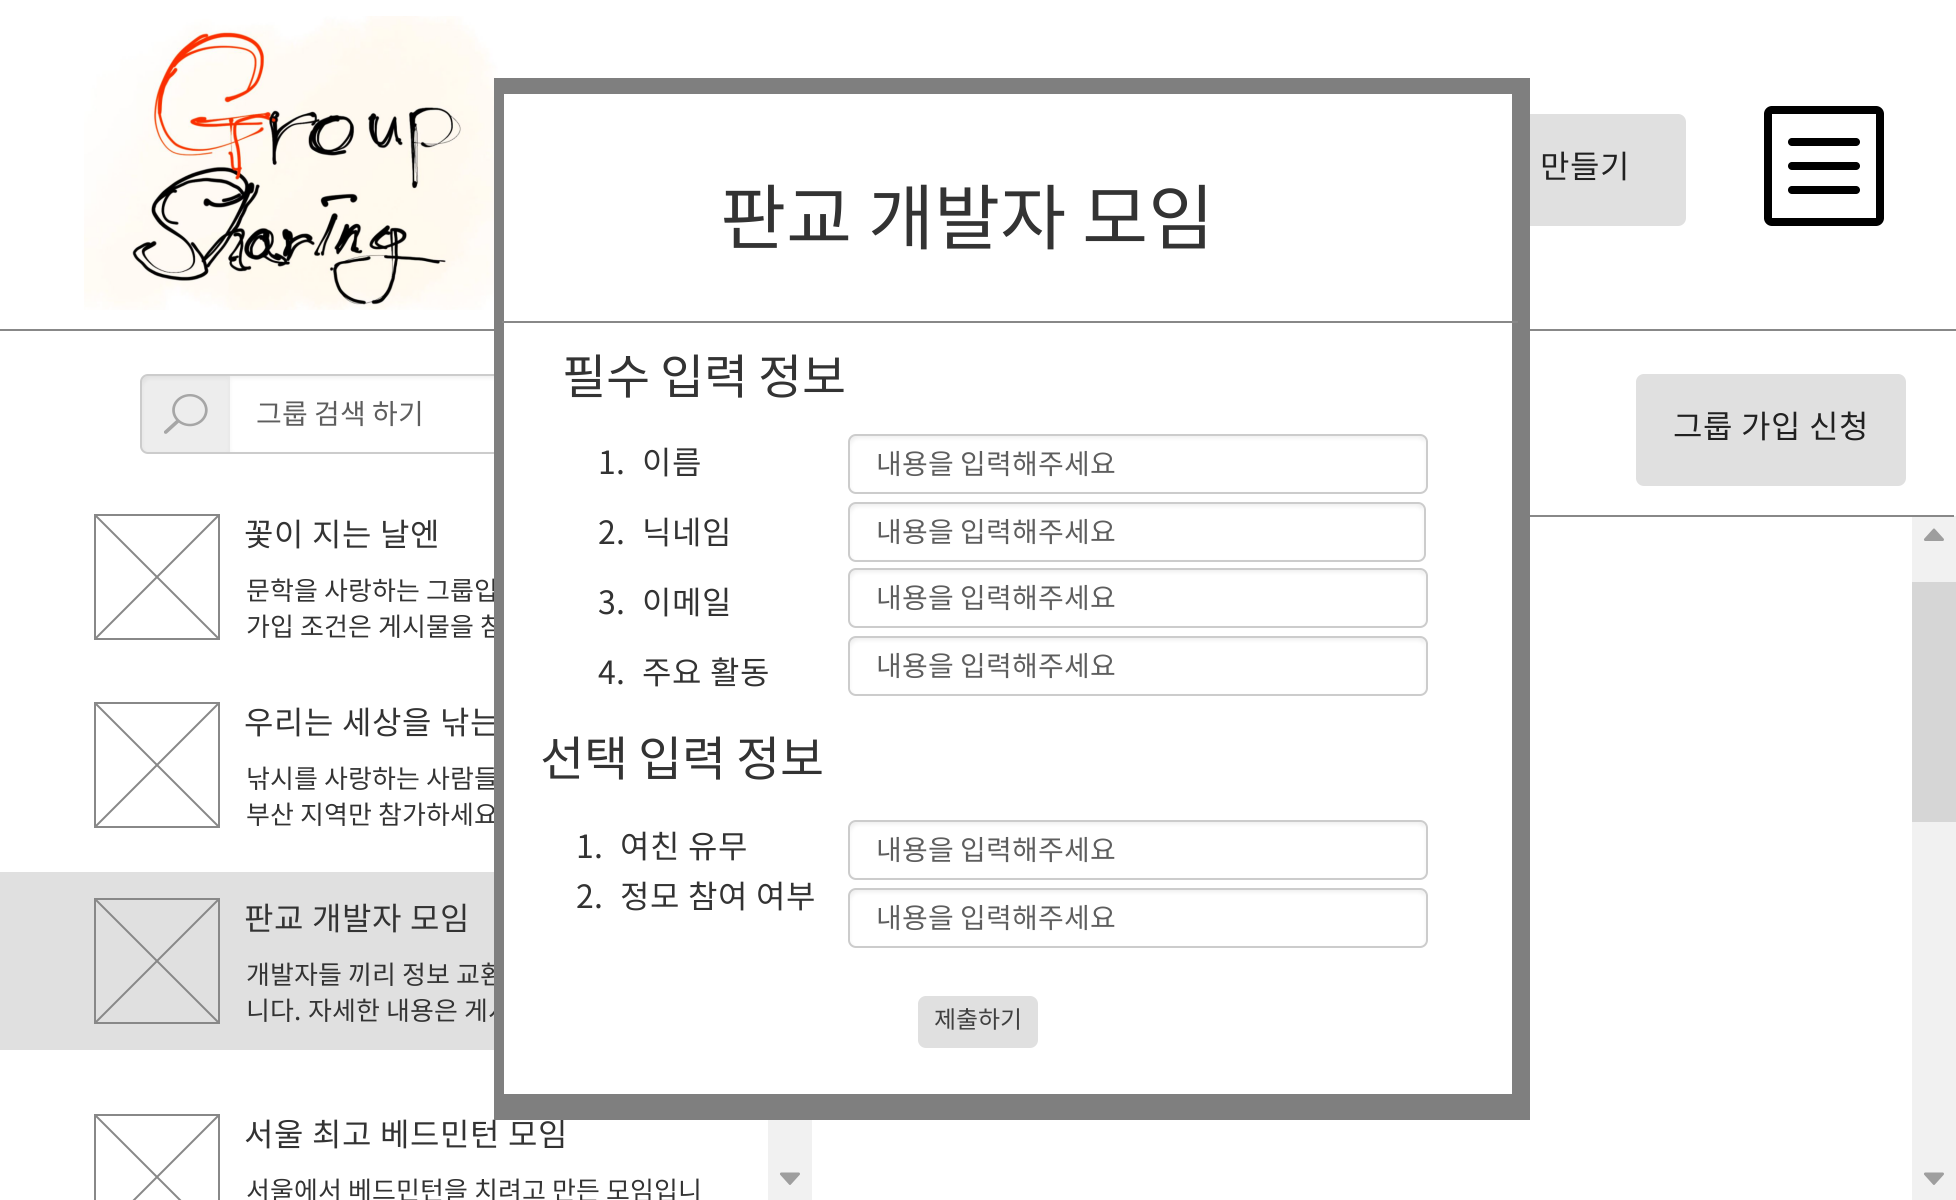 Group
Sharing
만들기
판교 개발자 모임
그룹 검색 하기
그룹 가입 신청
꽃이 지는 날엔
문학을 사랑하는 그룹입
가입 조건은 게시물을
우리는 세상을 낚는
낚시를 사랑하는 사람들
부산 지역만 참가하세요
판교 개발자 모임
개발자들 끼리 정보 교환
니다. 자세한 내용은
서울 최고 베드민턴 모임
서울에서 베드민턴을 치려고 만든 모임입니
필수 입력 정보
1. 이름 내용을 입력해주세요
2. 닉네임 내용을 입력해주세요
3. 이메일 내용을 입력해주세요
4. 주요 활동 내용을 입력해주세요
선택 입력 정보
1. 여친 유무 내용을 입력해주세요
2. 정모 참여 여부 내용을 입력해주세요
제출하기